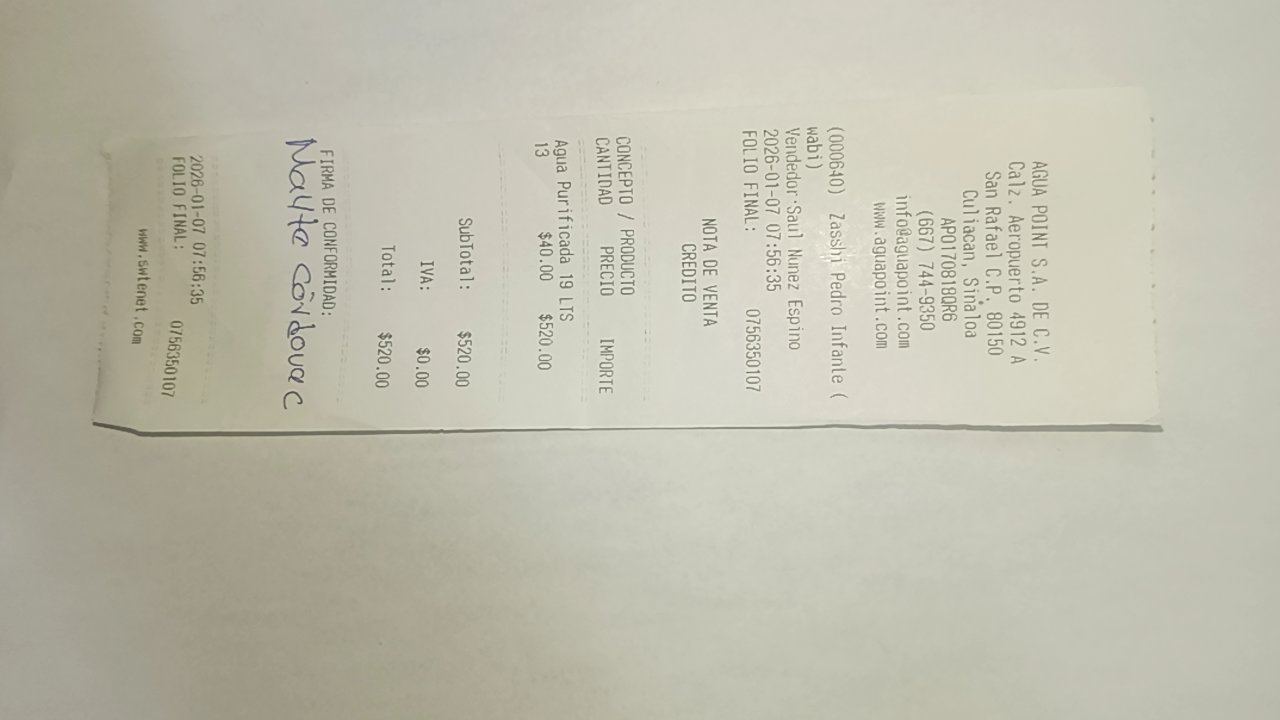 AGUA POINT S.A. DE C.V.
Calz. Aeropuerto 4912 A
San Rafael C.P. 80150
Culiacan, Sinaloa
APO170818QR6
(667) 744-9350
info@aguapoint.com
www.aguapoint.com
(000640) Zasshi Pedro Infante (
wabi)
Vendedor:Saul Nunez Espino
2026-01-07 07:56:35
FOLIO FINAL: 0756350107
NOTA DE VENTA
CREDITO
CONCEPTO / PRODUCTO
CANTIDAD PRECIO IMPORTE
Agua Purificada 19 LTS
13 $40.00 $520.00
SubTotal: $520.00
IVA: $0.00
Total: $520.00
FIRMA DE CONFORMIDAD:
Mayte Córdova C
2026-01-07 07:56:35
FOLIO FINAL: 0756350107
www.swfenet.com